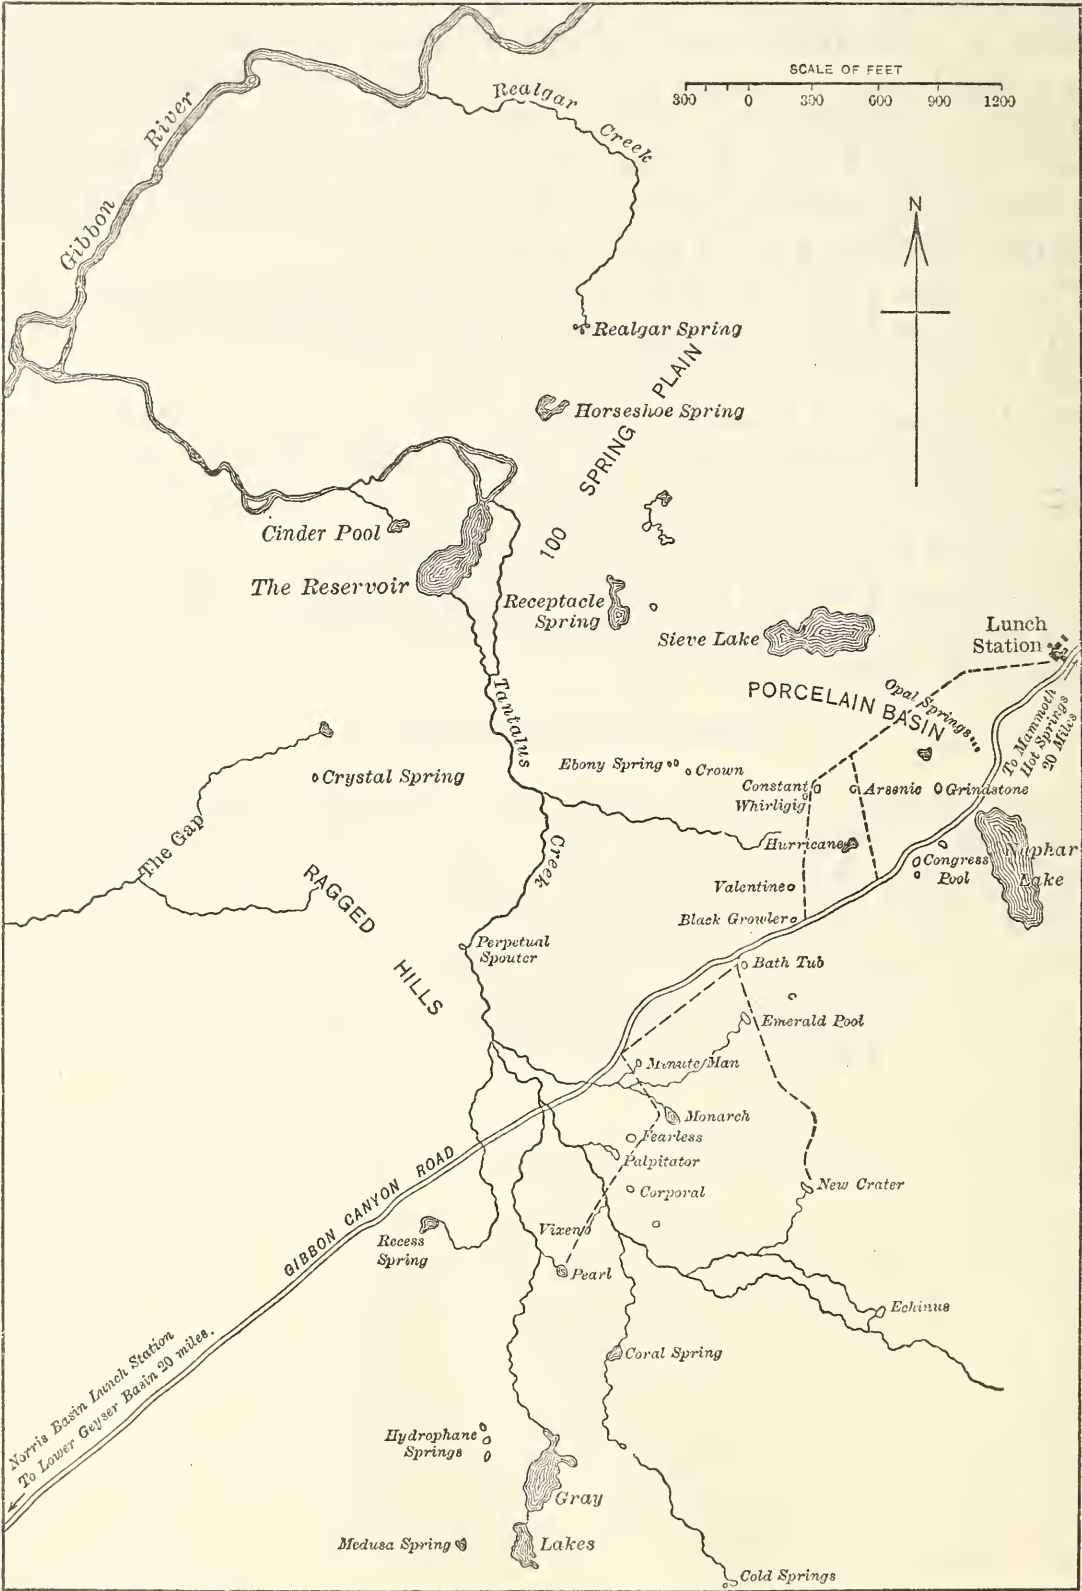 SCALE OF FEET
300 0 300 600 900 1200
Realgar
Creek
River
Gibbon
N
Realgar Spring
Horseshoe Spring
100 SPRING PLAIN
Cinder Pool
The Reservoir
Receptacle
Spring
Sieve Lake
Lunch
Station
PORCELAIN BASIN
Opal Springs
To Mammoth
Hot Springs
20 Miles
Tantalus
Creek
Ebony Spring
Crown
Crystal Spring
Constant
Whirligig
Arsenic
Grindstone
The Gap
Hurricane
Congress
Pool
Nuphar
Lake
RAGGED
HILLS
Valentine
Black Growler
Perpetual
Spouter
Bath Tub
Emerald Pool
Minute Man
Monarch
Fearless
Palpitator
Corporal
New Crater
GIBBON CANYON ROAD
Vixen
Recess
Spring
Pearl
Echinus
Coral Spring
Norris Basin Lunch Station
To Lower Geyser Basin 20 miles.
Hydrophane
Springs
Gray
Lakes
Medusa Spring
Cold Springs